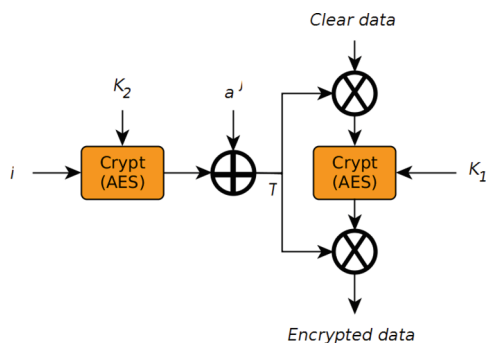 Clear data
K2
a j
i
Crypt
(AES)
T
Crypt
(AES)
K1
Encrypted data